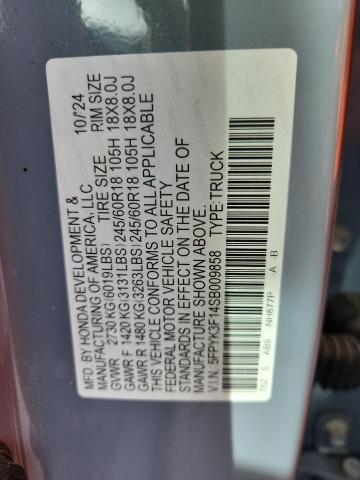 MFD. BY HONDA DEVELOPMENT & 10/24
MANUFACTURING OF AMERICA, LLC
TIRE SIZE RIM SIZE
GVWR 2730 KG(6019LBS)
GAWR F 1420 KG(3131LBS) 245/60R18 105H 18X8.0J
GAWR R 1480 KG(3263LBS) 245/60R18 105H 18X8.0J
THIS VEHICLE CONFORMS TO ALL APPLICABLE
FEDERAL MOTOR VEHICLE SAFETY
STANDARDS IN EFFECT ON THE DATE OF
MANUFACTURE SHOWN ABOVE.
V.I.N: 5FPYK3F14SB009858 TYPE:TRUCK
T6Z S AB9 NH877P -A -B